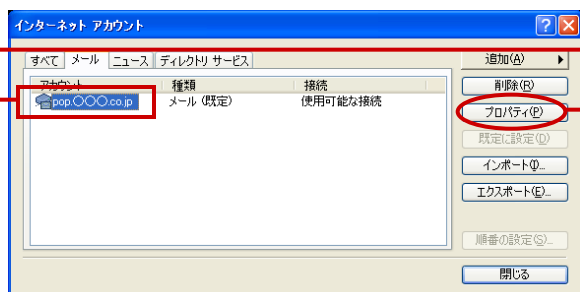 インターネット アカウント
すべて メール ニュース ディレクトリ サービス
アカウント 種類 接続
pop.〇〇〇.co.jp メール (既定) 使用可能な接続
追加(A)
削除(R)
プロパティ(P)
既定に設定(D)
インポート(I)...
エクスポート(E)...
順番の設定(S)...
閉じる